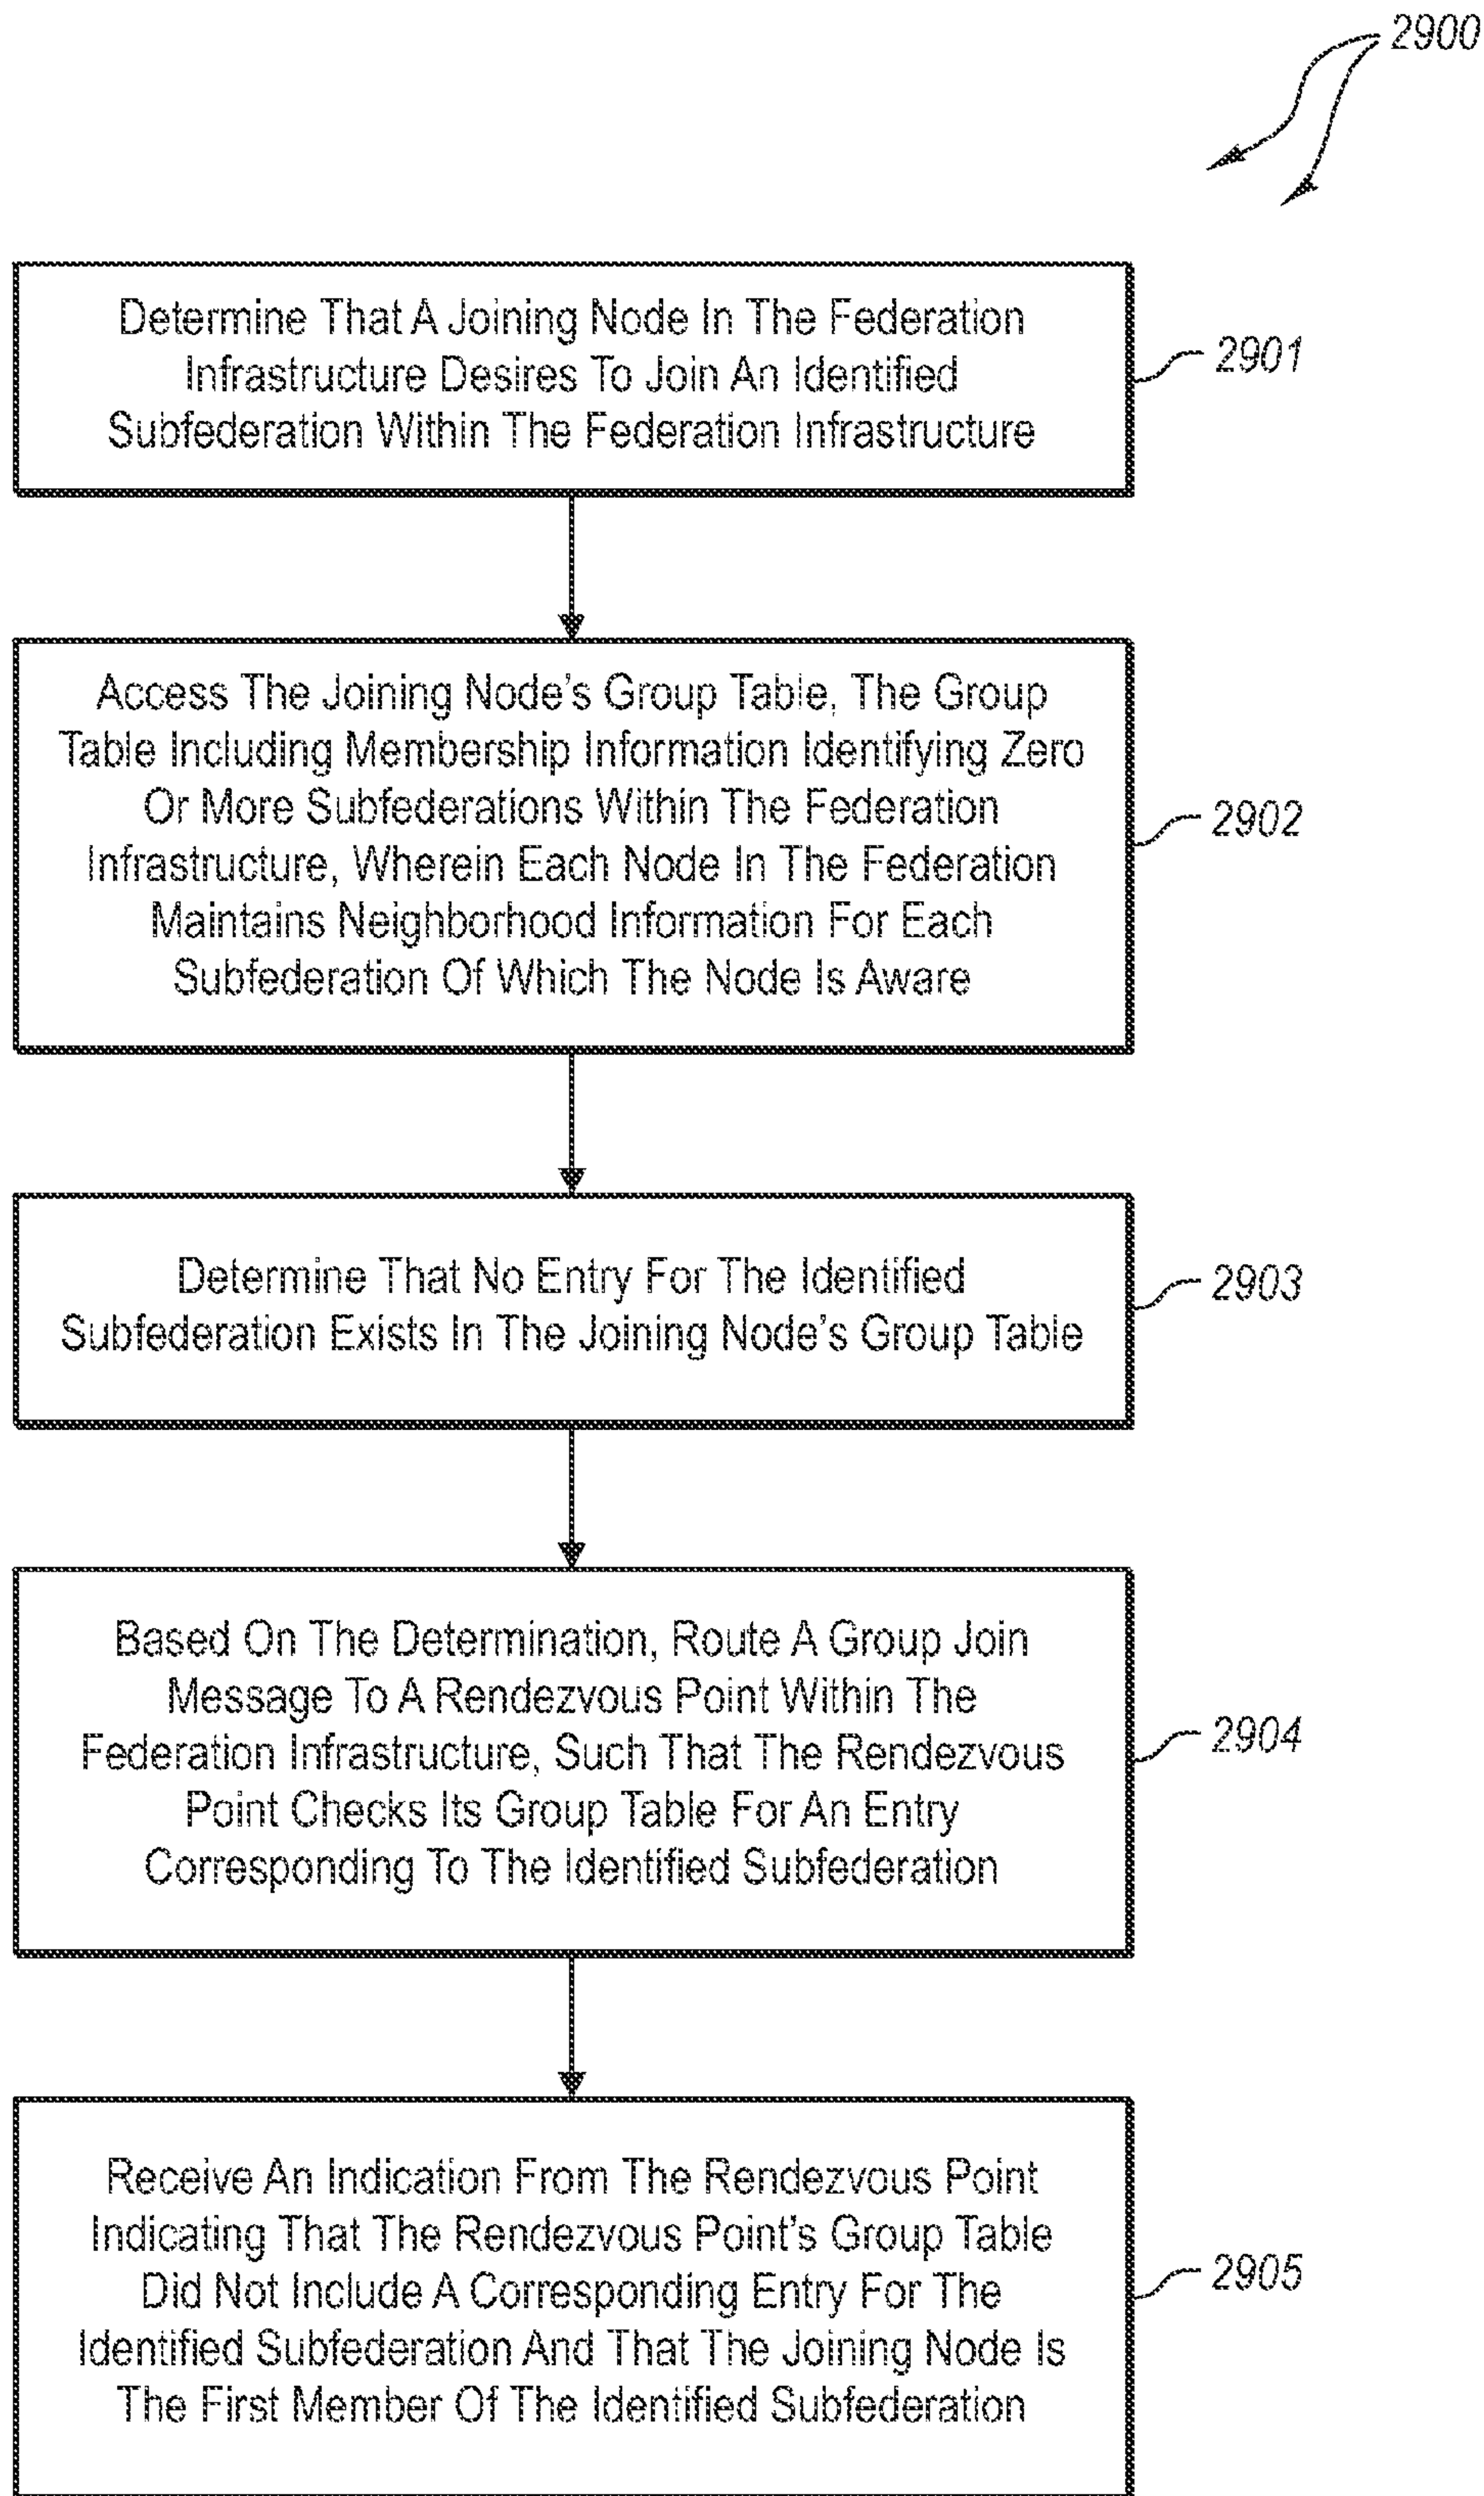 2900
Determine That A Joining Node In The Federation
Infrastructure Desires To Join An Identified
Subfederation Within The Federation Infrastructure
2901
Access The Joining Node's Group Table, The Group
Table Including Membership Information Identifying Zero
Or More Subfederations Within The Federation
Infrastructure, Wherein Each Node In The Federation
Maintains Neighborhood Information For Each
Subfederation Of Which The Node Is Aware
2902
Determine That No Entry For The Identified
Subfederation Exists In The Joining Node's Group Table
2903
Based On The Determination, Route A Group Join
Message To A Rendezvous Point Within The
Federation Infrastructure, Such That The Rendezvous
Point Checks Its Group Table For An Entry
Corresponding To The Identified Subfederation
2904
Receive An Indication From The Rendezvous Point
Indicating That The Rendezvous Point's Group Table
Did Not Include A Corresponding Entry For The
Identified Subfederation And That The Joining Node Is
The First Member Of The Identified Subfederation
2905